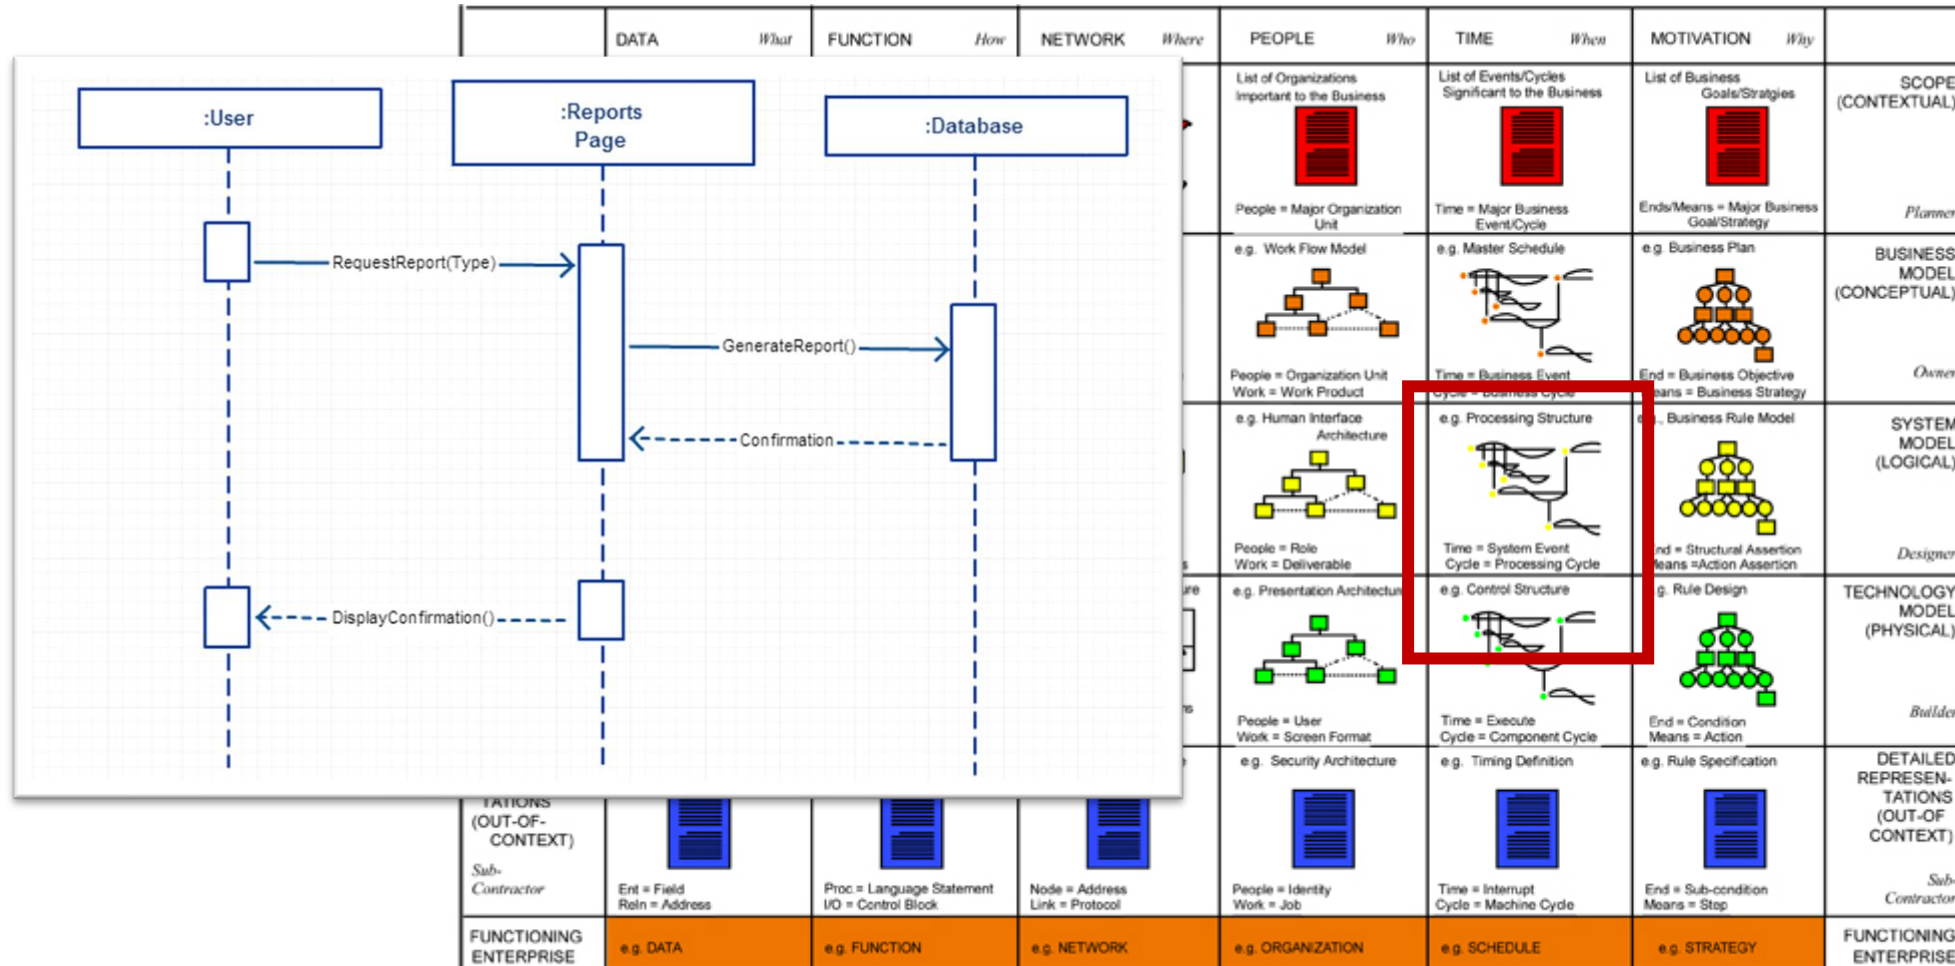 DATA What
FUNCTION How
NETWORK Where
PEOPLE Who
TIME When
MOTIVATION Why
:User
:Reports
Page
:Database
RequestReport(Type)
GenerateReport()
Confirmation
DisplayConfirmation()
List of Organizations
Important to the Business
People = Major Organization
Unit
List of Events/Cycles
Significant to the Business
Time = Major Business
Event/Cycle
List of Business
Goals/Stratgies
Ends/Means = Major Business
Goal/Strategy
SCOPE
(CONTEXTUAL)
Planner
e.g. Work Flow Model
People = Organization Unit
Work = Work Product
e.g. Master Schedule
Time = Business Event
Cycle = Business Cycle
e.g. Business Plan
End = Business Objective
eans = Business Strategy
BUSINESS
MODEL
(CONCEPTUAL)
Owner
e.g. Human Interface
Architecture
People = Role
Work = Deliverable
e.g. Processing Structure
Time = System Event
Cycle = Processing Cycle
., Business Rule Model
nd = Structural Assertion
eans =Action Assertion
SYSTEM
MODEL
(LOGICAL)
Designer
s
ure
e.g. Presentation Architecture
People = User
Work = Screen Format
e.g. Control Structure
Time = Execute
Cycle = Component Cycle
.g. Rule Design
End = Condition
Means = Action
TECHNOLOGY
MODEL
(PHYSICAL)
Builder
ns
e
e.g. Security Architecture
People = Identity
Work = Job
e.g. Timing Definition
Time = Interrupt
Cycle = Machine Cycle
e.g. Rule Specification
End = Sub-condition
Means = Step
DETAILED
REPRESEN-
TATIONS
(OUT-OF
CONTEXT)
Sub-
Contractor
TATIONS
(OUT-OF-
CONTEXT)
Sub-
Contractor
Ent = Field
Reln = Address
Proc.= Language Statement
I/O = Control Block
Node = Address
Link = Protocol
FUNCTIONING
ENTERPRISE
e.g. DATA
e.g. FUNCTION
e.g. NETWORK
e.g. ORGANIZATION
e.g. SCHEDULE
e.g. STRATEGY
FUNCTIONING
ENTERPRISE